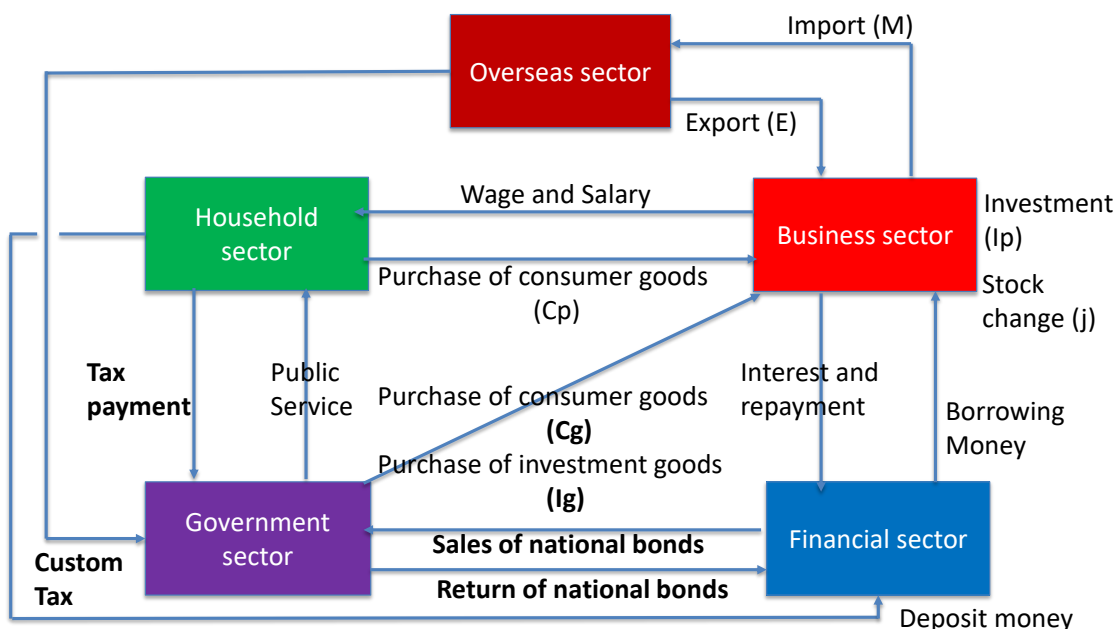 Import (M)
Overseas sector
Export (E)
Wage and Salary
Household
sector
Business sector
Investment
(Ip)
Purchase of consumer goods
(Cp)
Stock
change (j)
Tax
payment
Public
Service
Purchase of consumer goods
(Cg)
Interest and
repayment
Borrowing
Money
Purchase of investment goods
(Ig)
Government
sector
Sales of national bonds
Financial sector
Custom
Tax
Return of national bonds
Deposit money